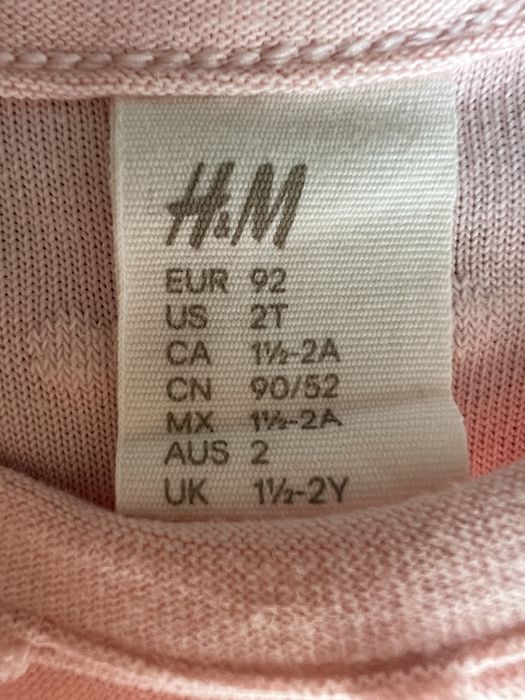 H&M
EUR 92
US 2T
CA 1½-2A
CN 90/52
MX 1½-2A
AUS 2
UK 1½-2Y